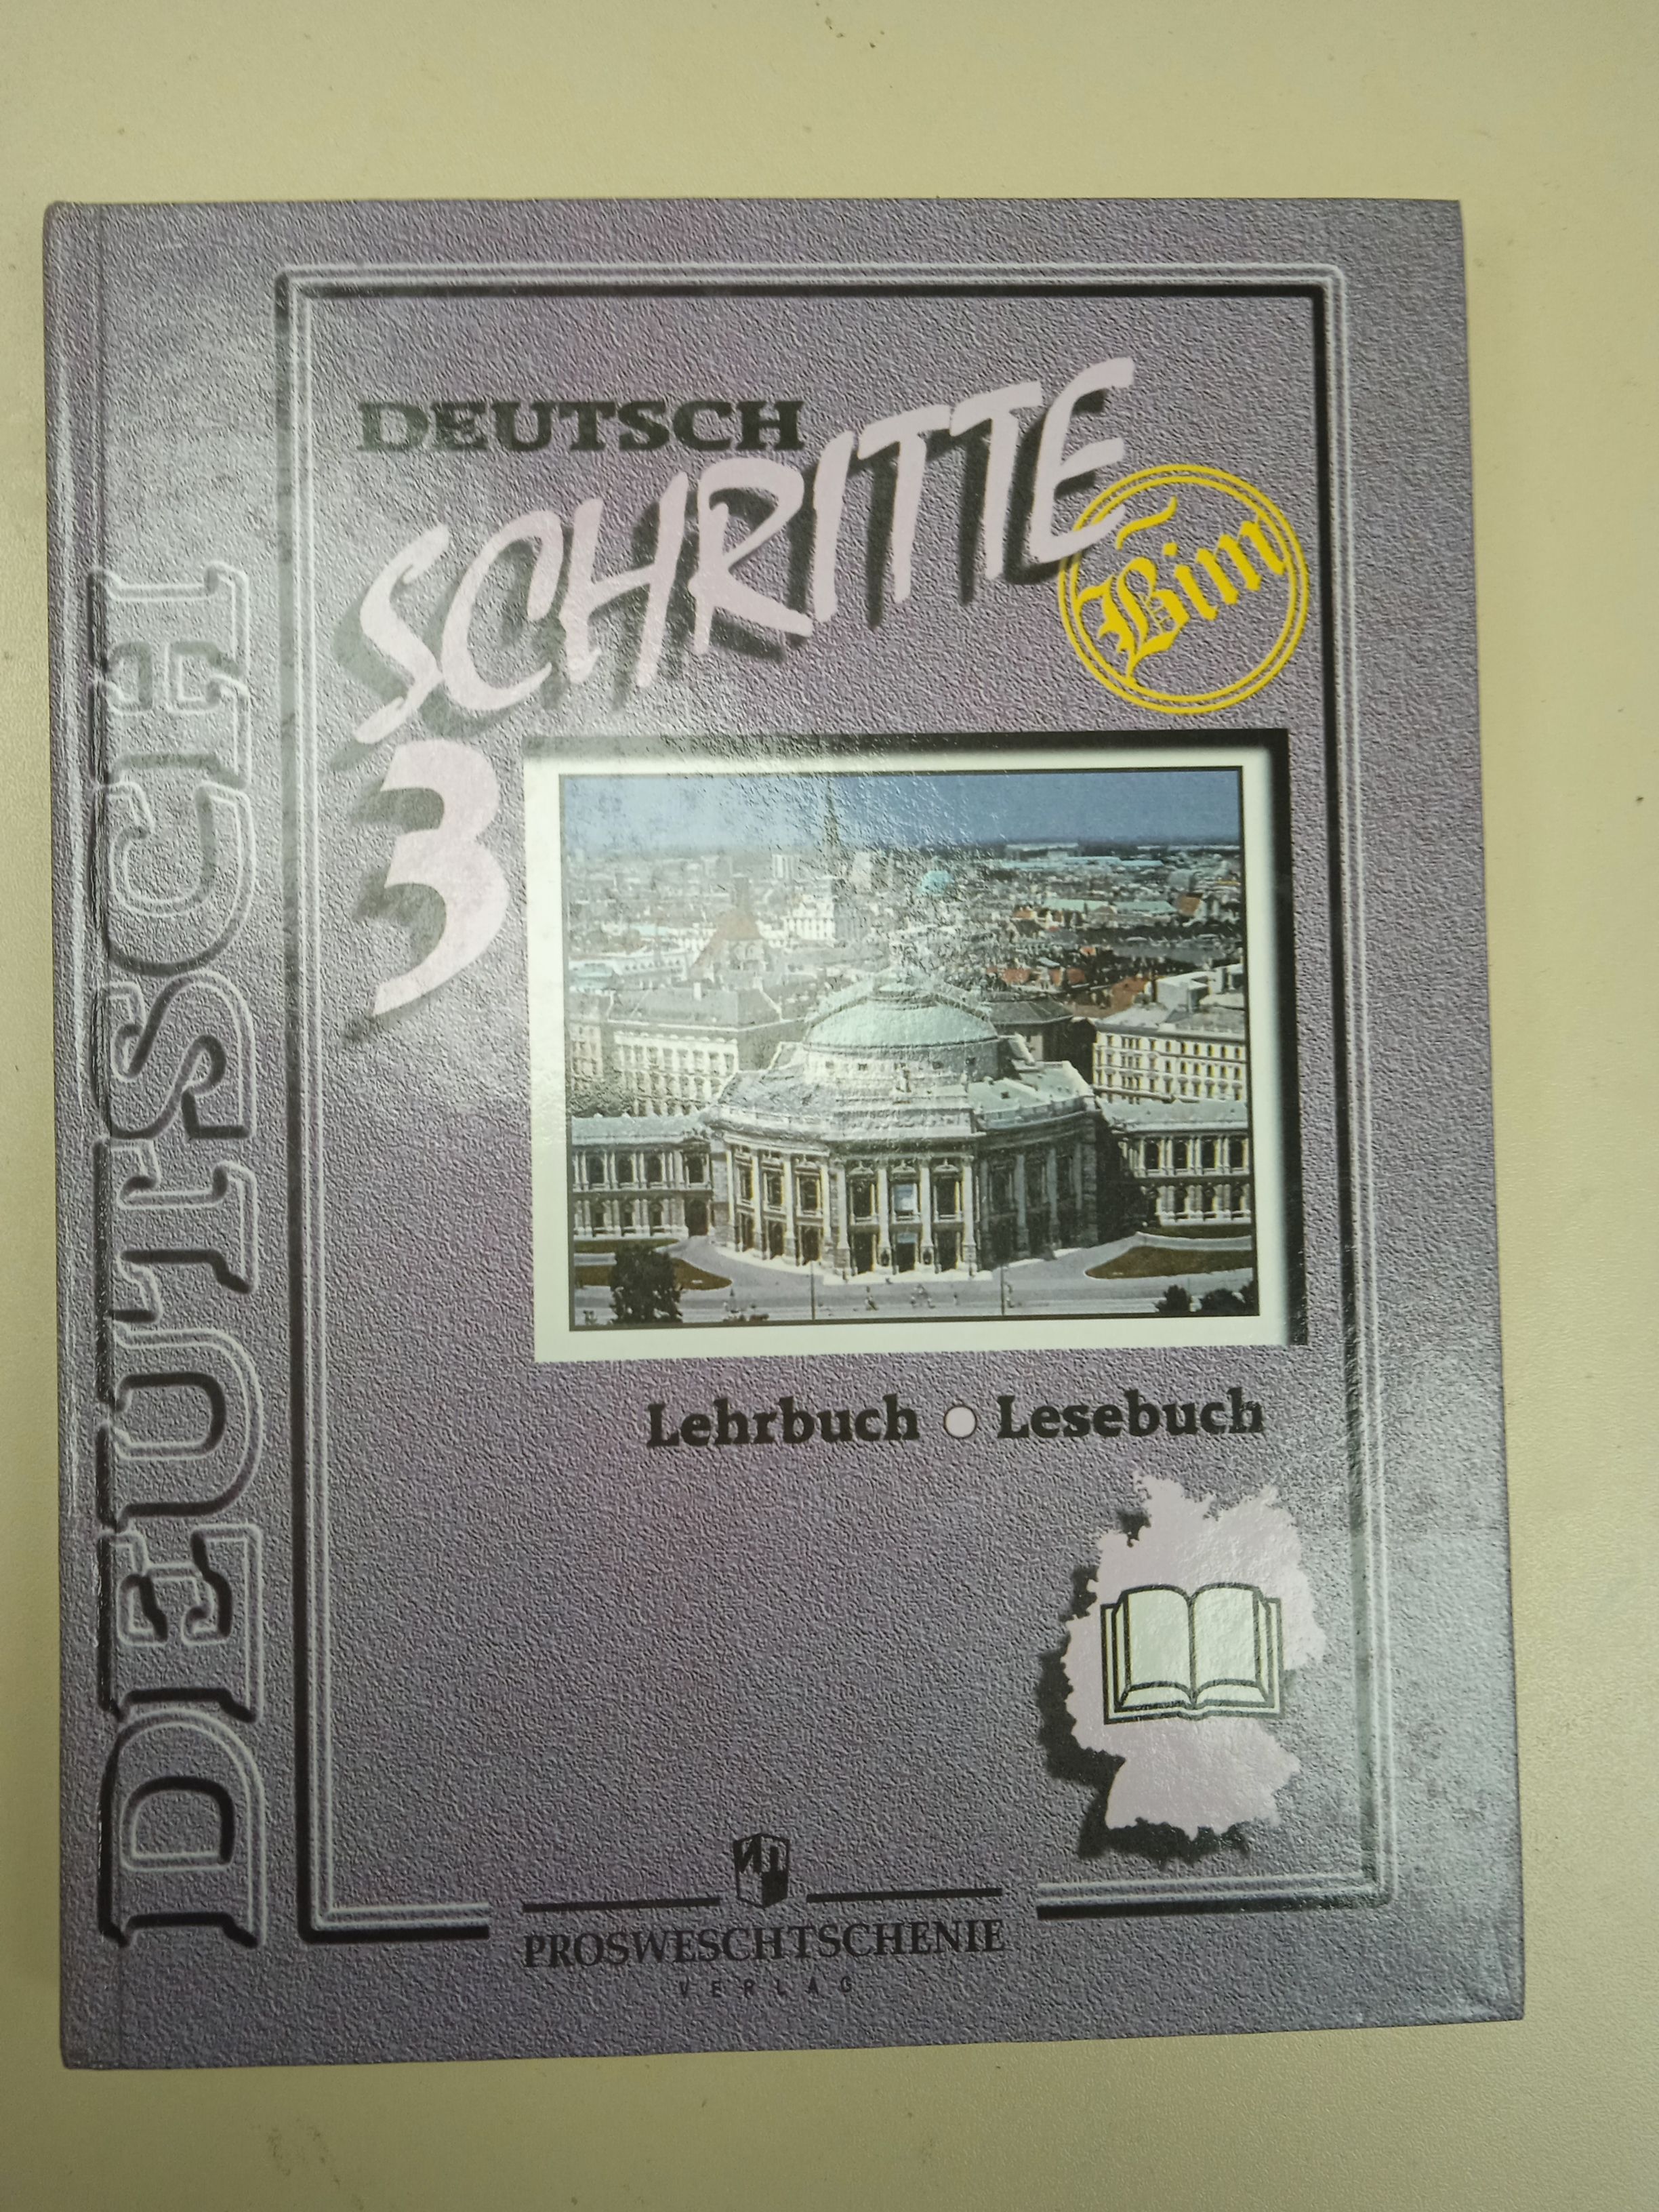 DEUTSCH
DEUTSCH
SCHRITTE
Bim
3
Lehrbuch Lesebuch
PROSWESCHTSCHENIE
VERLAG